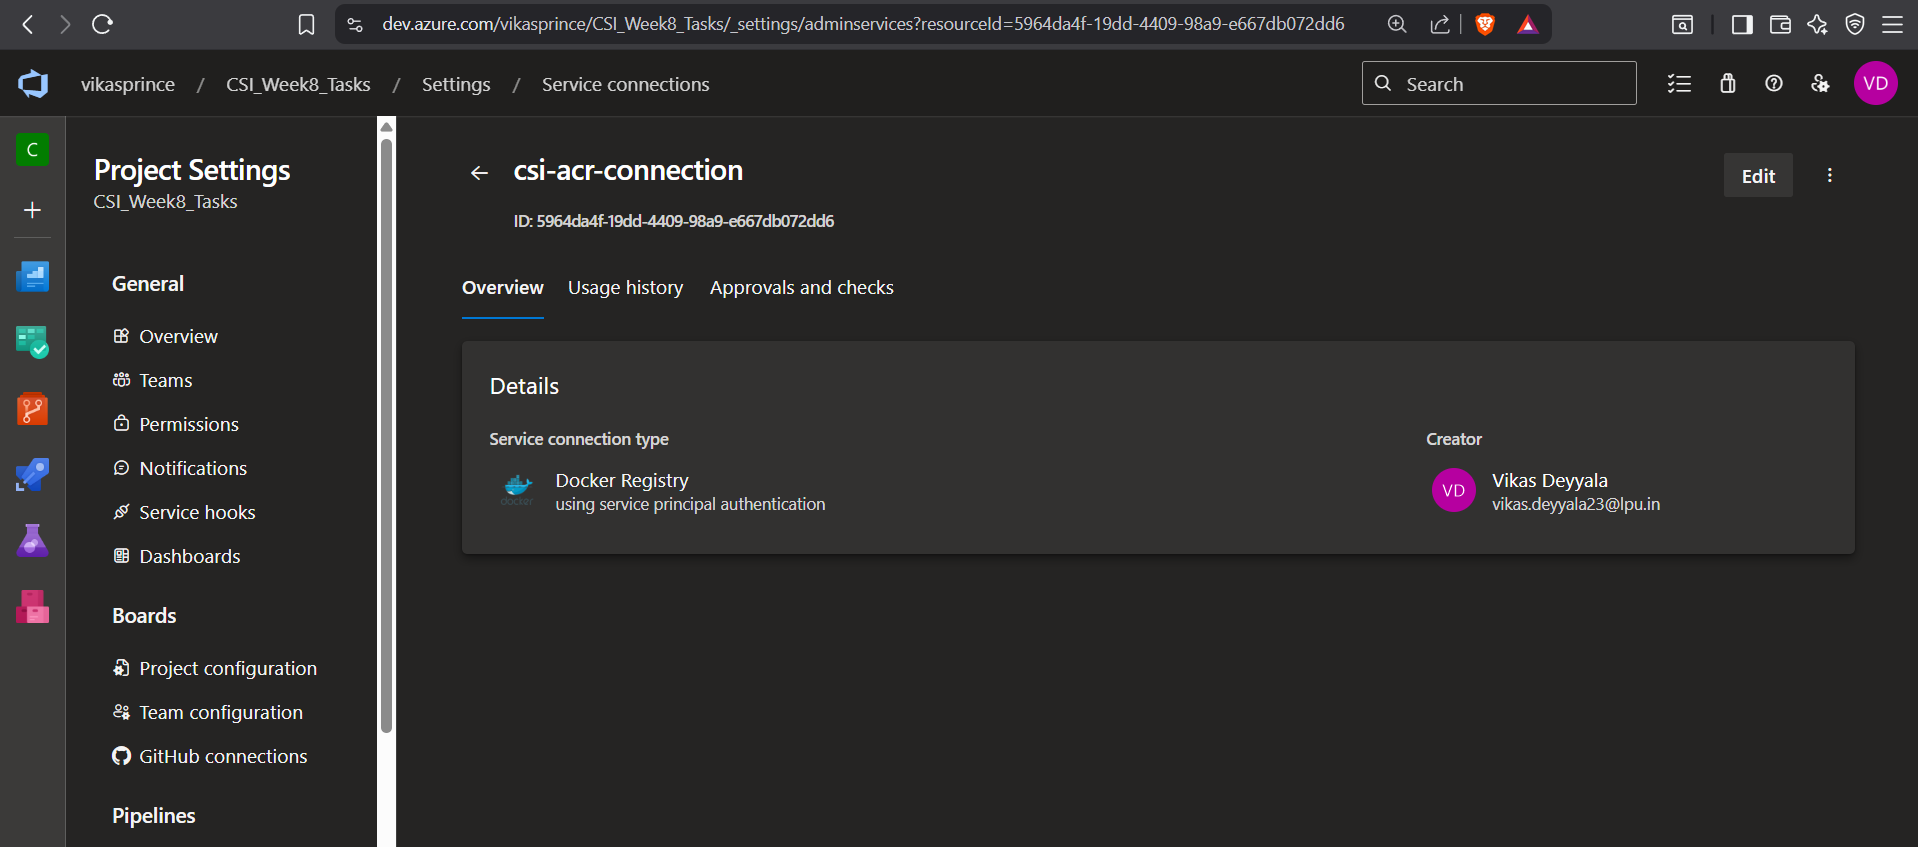 dev.azure.com/vikasprince/CSI_Week8_Tasks/_settings/adminservices?resourceId=5964da4f-19dd-4409-98a9-e667db072dd6
vikasprince / CSI_Week8_Tasks / Settings / Service connections
Search
VD
C
Project Settings
CSI_Week8_Tasks
General
Overview
Teams
Permissions
Notifications
Service hooks
Dashboards
Boards
Project configuration
Team configuration
GitHub connections
Pipelines
csi-acr-connection
Edit
ID: 5964da4f-19dd-4409-98a9-e667db072dd6
Overview
Usage history
Approvals and checks
Details
Service connection type
docker
Docker Registry
using service principal authentication
Creator
VD
Vikas Deyyala
vikas.deyyala23@lpu.in